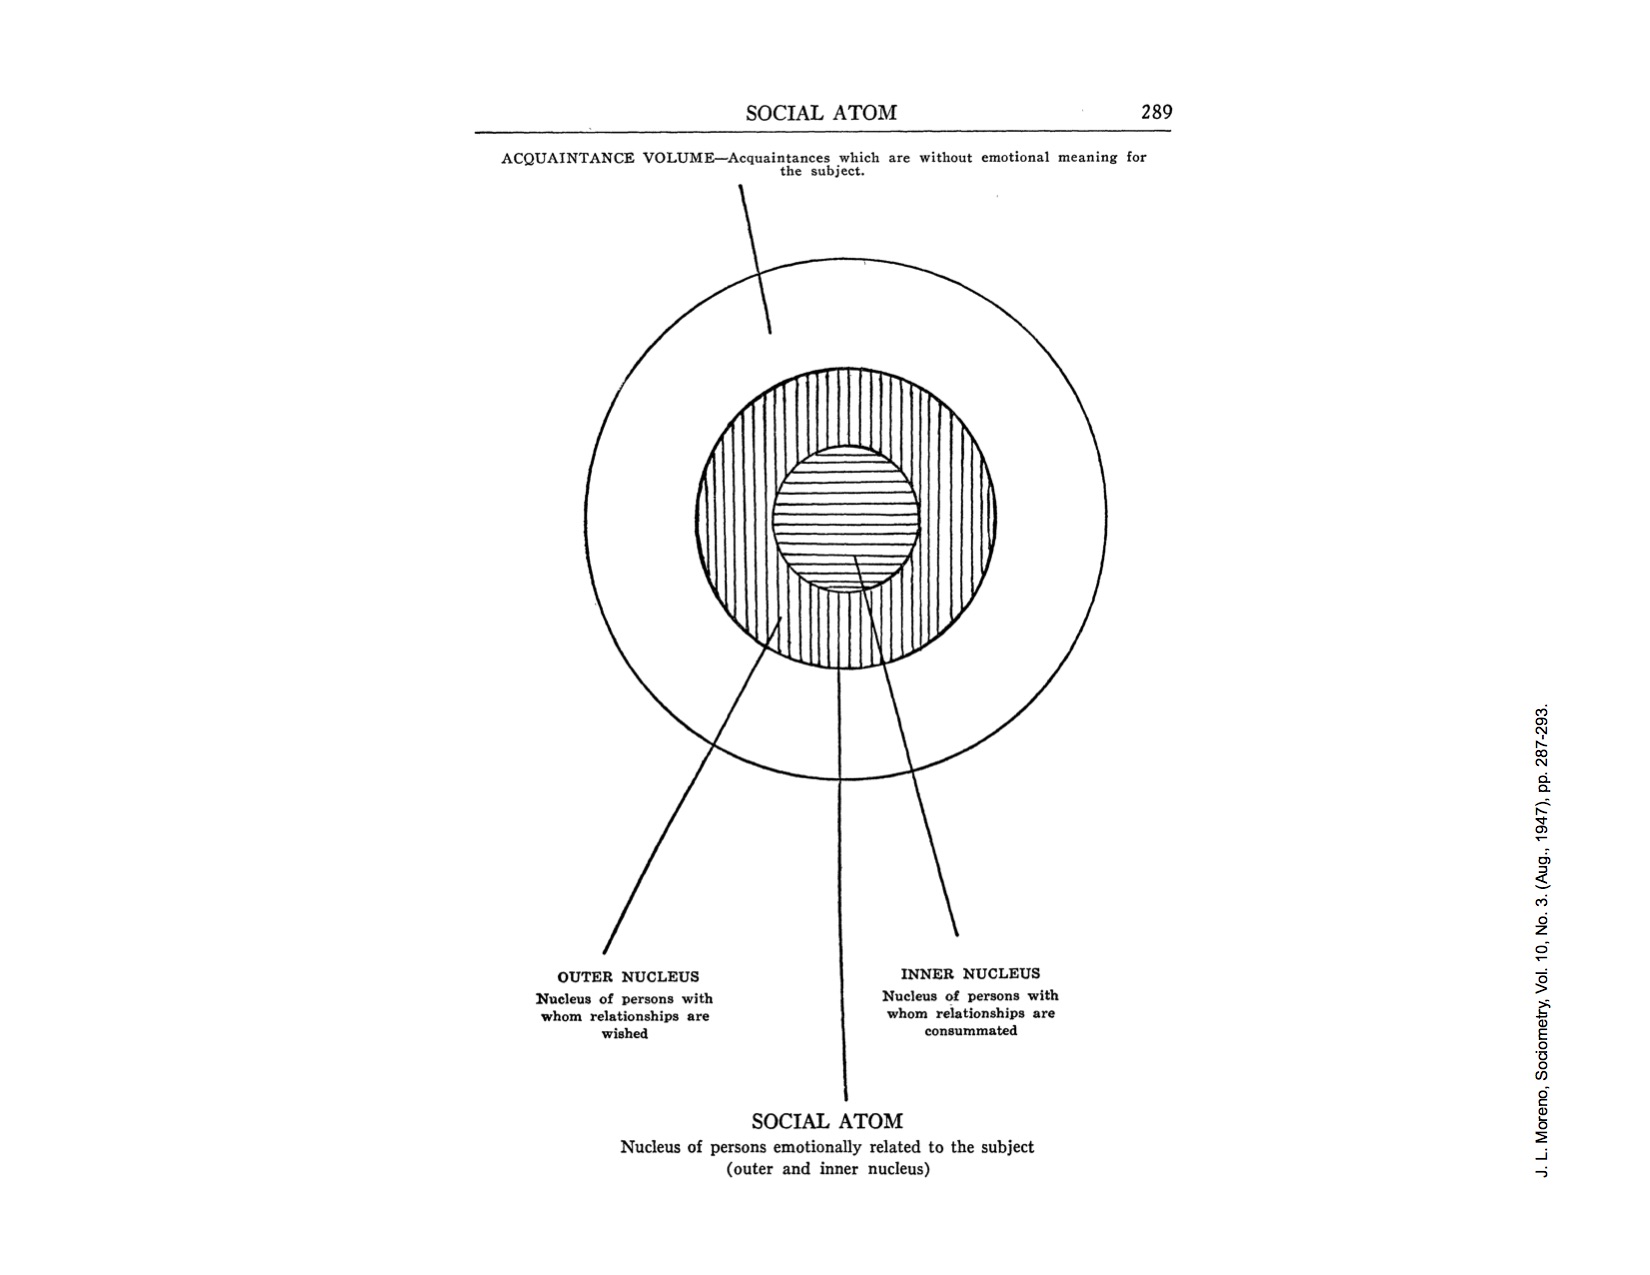 SOCIAL ATOM 289
ACQUAINTANCE VOLUME—Acquaintances which are without emotional meaning for
the subject.
OUTER NUCLEUS
Nucleus of persons with
whom relationships are
wished
INNER NUCLEUS
Nucleus of persons with
whom relationships are
consummated
SOCIAL ATOM
Nucleus of persons emotionally related to the subject
(outer and inner nucleus)
J. L. Moreno, Sociometry, Vol. 10, No. 3. (Aug., 1947), pp. 287-293.